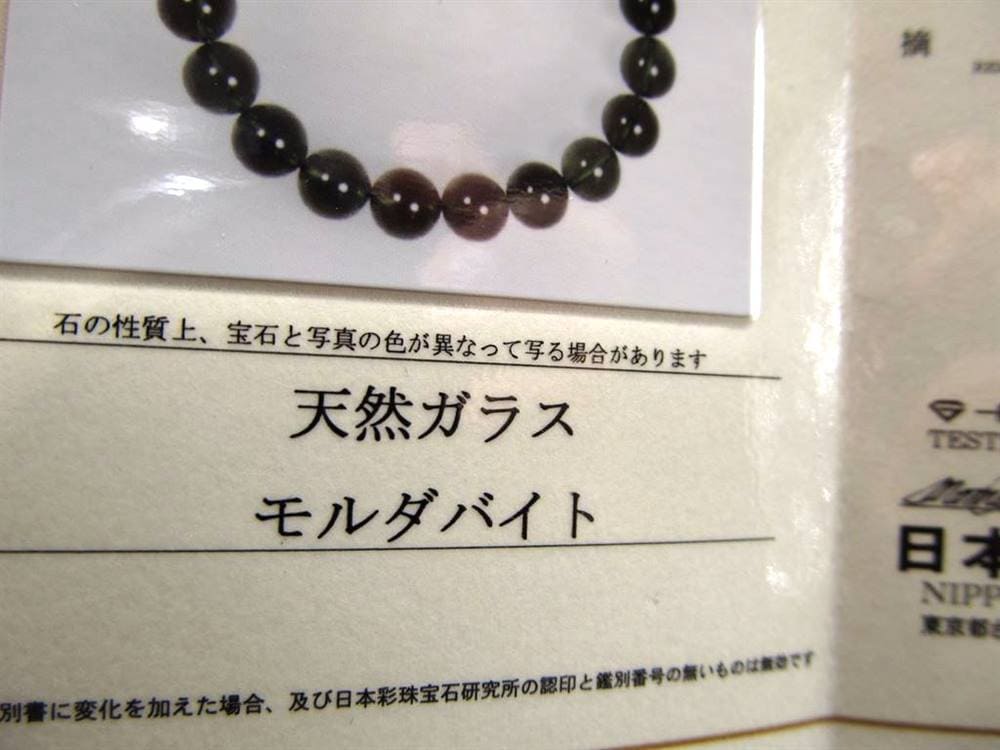 石の性質上、宝石と写真の色が異なって写る場合があります
天然ガラス
モルダバイト
別書に変化を加えた場合、及び日本彩珠宝石研究所の認印と鑑別番号の無いものは無効です
摘
TEST
日本
NIPP
東京都